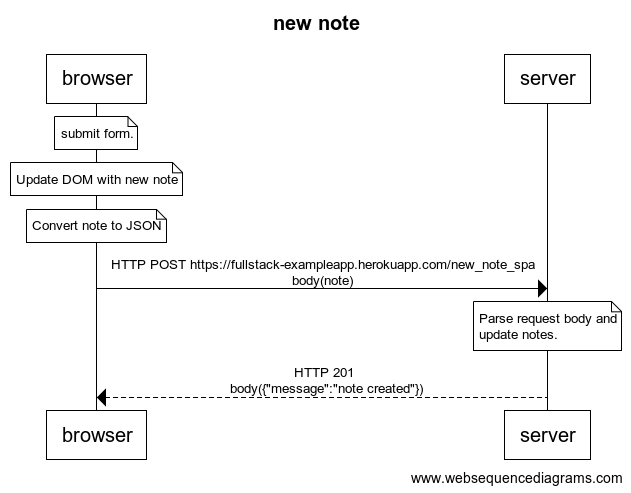 new note
browser
server
submit form.
Update DOM with new note
Convert note to JSON
HTTP POST https://fullstack-exampleapp.herokuapp.com/new_note_spa
body(note)
Parse request body and
update notes.
HTTP 201
body({"message":"note created"})
browser
server
www.websequencediagrams.com